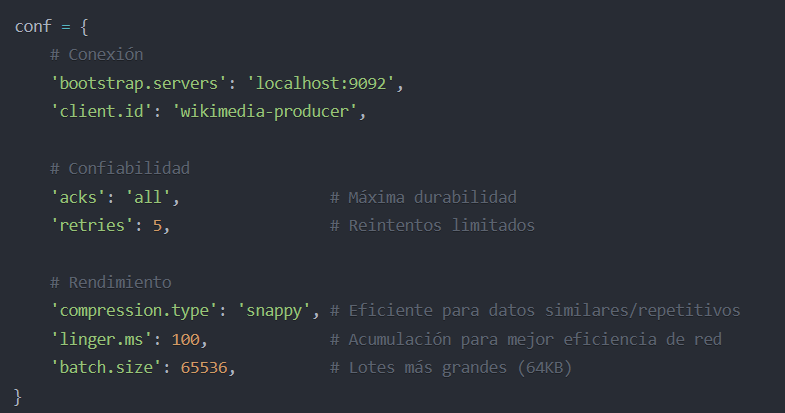 conf = {
    # Conexión
    'bootstrap.servers': 'localhost:9092',
    'client.id': 'wikimedia-producer',

    # Confiabilidad
    'acks': 'all',               # Máxima durabilidad
    'retries': 5,                # Reintentos limitados

    # Rendimiento
    'compression.type': 'snappy', # Eficiente para datos similares/repetitivos
    'linger.ms': 100,            # Acumulación para mejor eficiencia de red
    'batch.size': 65536,         # Lotes más grandes (64KB)
}